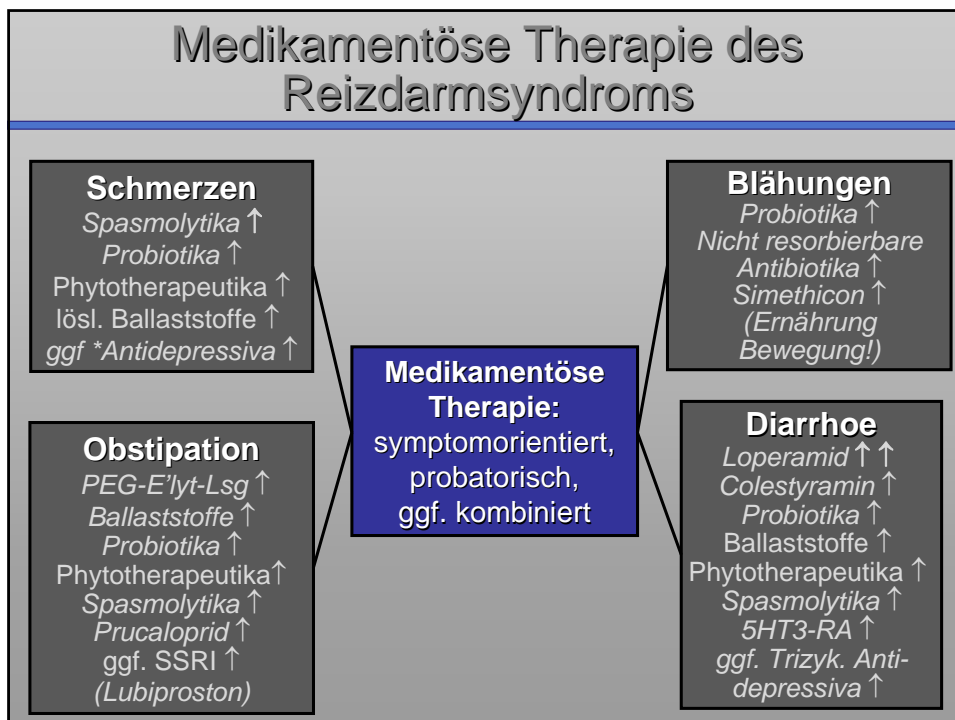 Medikamentöse Therapie des
Reizdarmsyndroms
Schmerzen
Spasmolytika ↑
Probiotika ↑
Phytotherapeutika ↑
lösl. Ballaststoffe ↑
ggf *Antidepressiva ↑
Obstipation
PEG-E’lyt-Lsg ↑
Ballaststoffe ↑
Probiotika ↑
Phytotherapeutika↑
Spasmolytika ↑
Prucaloprid ↑
ggf. SSRI ↑
(Lubiproston)
Medikamentöse
Therapie:
symptomorientiert,
probatorisch,
ggf. kombiniert
Blähungen
Probiotika ↑
Nicht resorbierbare
Antibiotika ↑
Simethicon ↑
(Ernährung
Bewegung!)
Diarrhoe
Loperamid ↑ ↑
Colestyramin ↑
Probiotika ↑
Ballaststoffe ↑
Phytotherapeutika ↑
Spasmolytika ↑
5HT3-RA ↑
ggf. Trizyk. Anti-
depressiva ↑